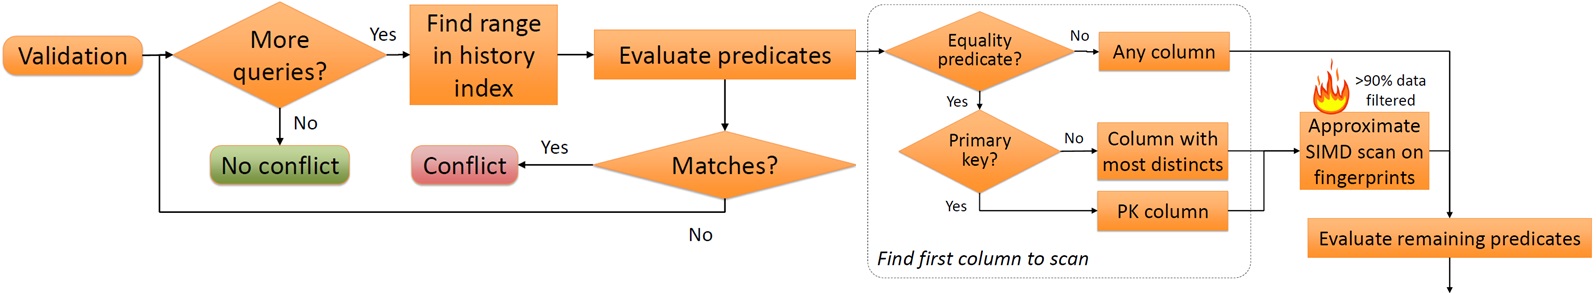 Validation
More
queries?
Yes
No
No conflict
Find range
in history
index
Evaluate predicates
Matches?
Yes
Conflict
No
Equality
predicate?
No
Any column
Yes
Primary
key?
No
Column with
most distincts
Yes
PK column
Find first column to scan
>90% data
filtered
Approximate
SIMD scan on
fingerprints
Evaluate remaining predicates